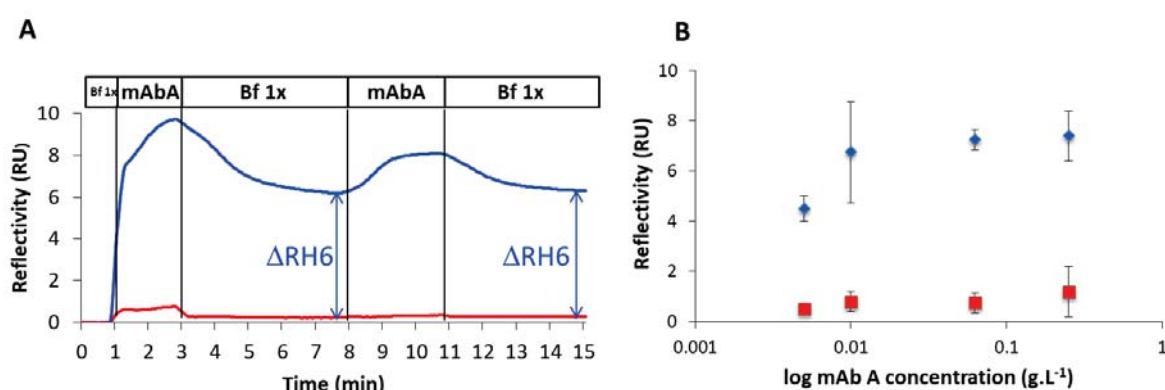 A
Bf 1x mAbA Bf 1x mAbA Bf 1x
Reflectivity (RU)
10
8
6
4
2
0
ΔRH6 ΔRH6
0 1 2 3 4 5 6 7 8 9 10 11 12 13 14 15
Time (min)
B
Reflectivity (RU)
10
8
6
4
2
0
0.001 0.01 0.1 1
log mAb A concentration (g.L⁻¹)